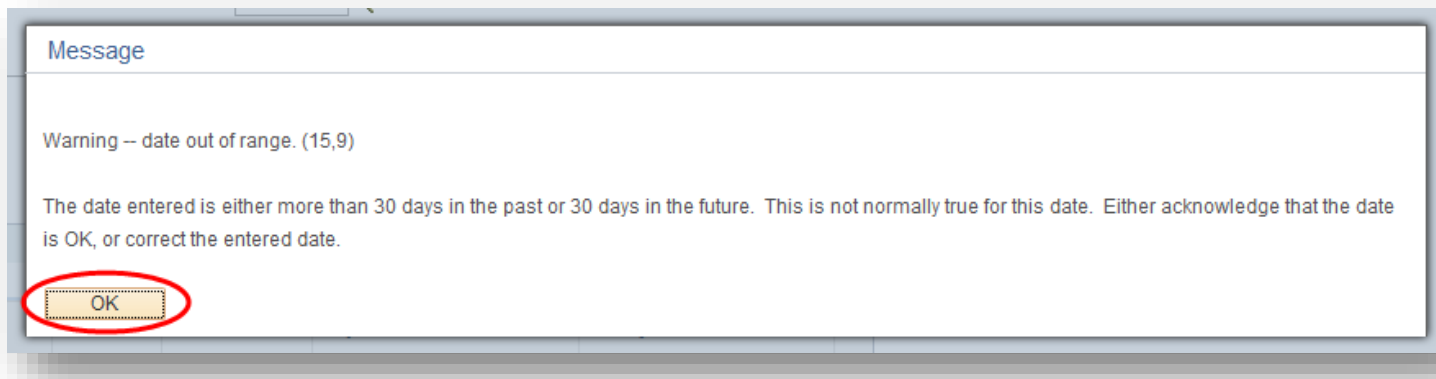 Message
Warning -- date out of range. (15,9)
The date entered is either more than 30 days in the past or 30 days in the future.  This is not normally true for this date.  Either acknowledge that the date
is OK, or correct the entered date.
OK